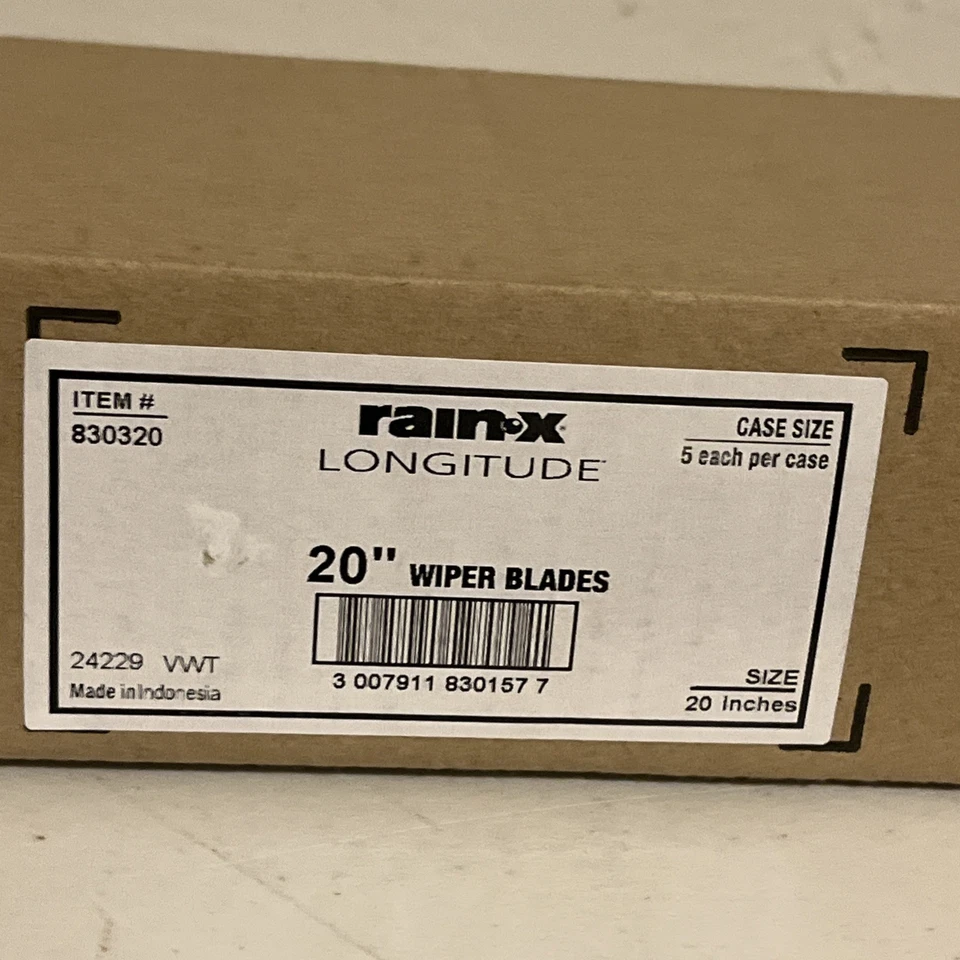 ITEM #
830320
rain-x
LONGITUDE
CASE SIZE
5 each per case
20" WIPER BLADES
3 007911 830157 7
24229 VWT
Made in Indonesia
SIZE
20 inches